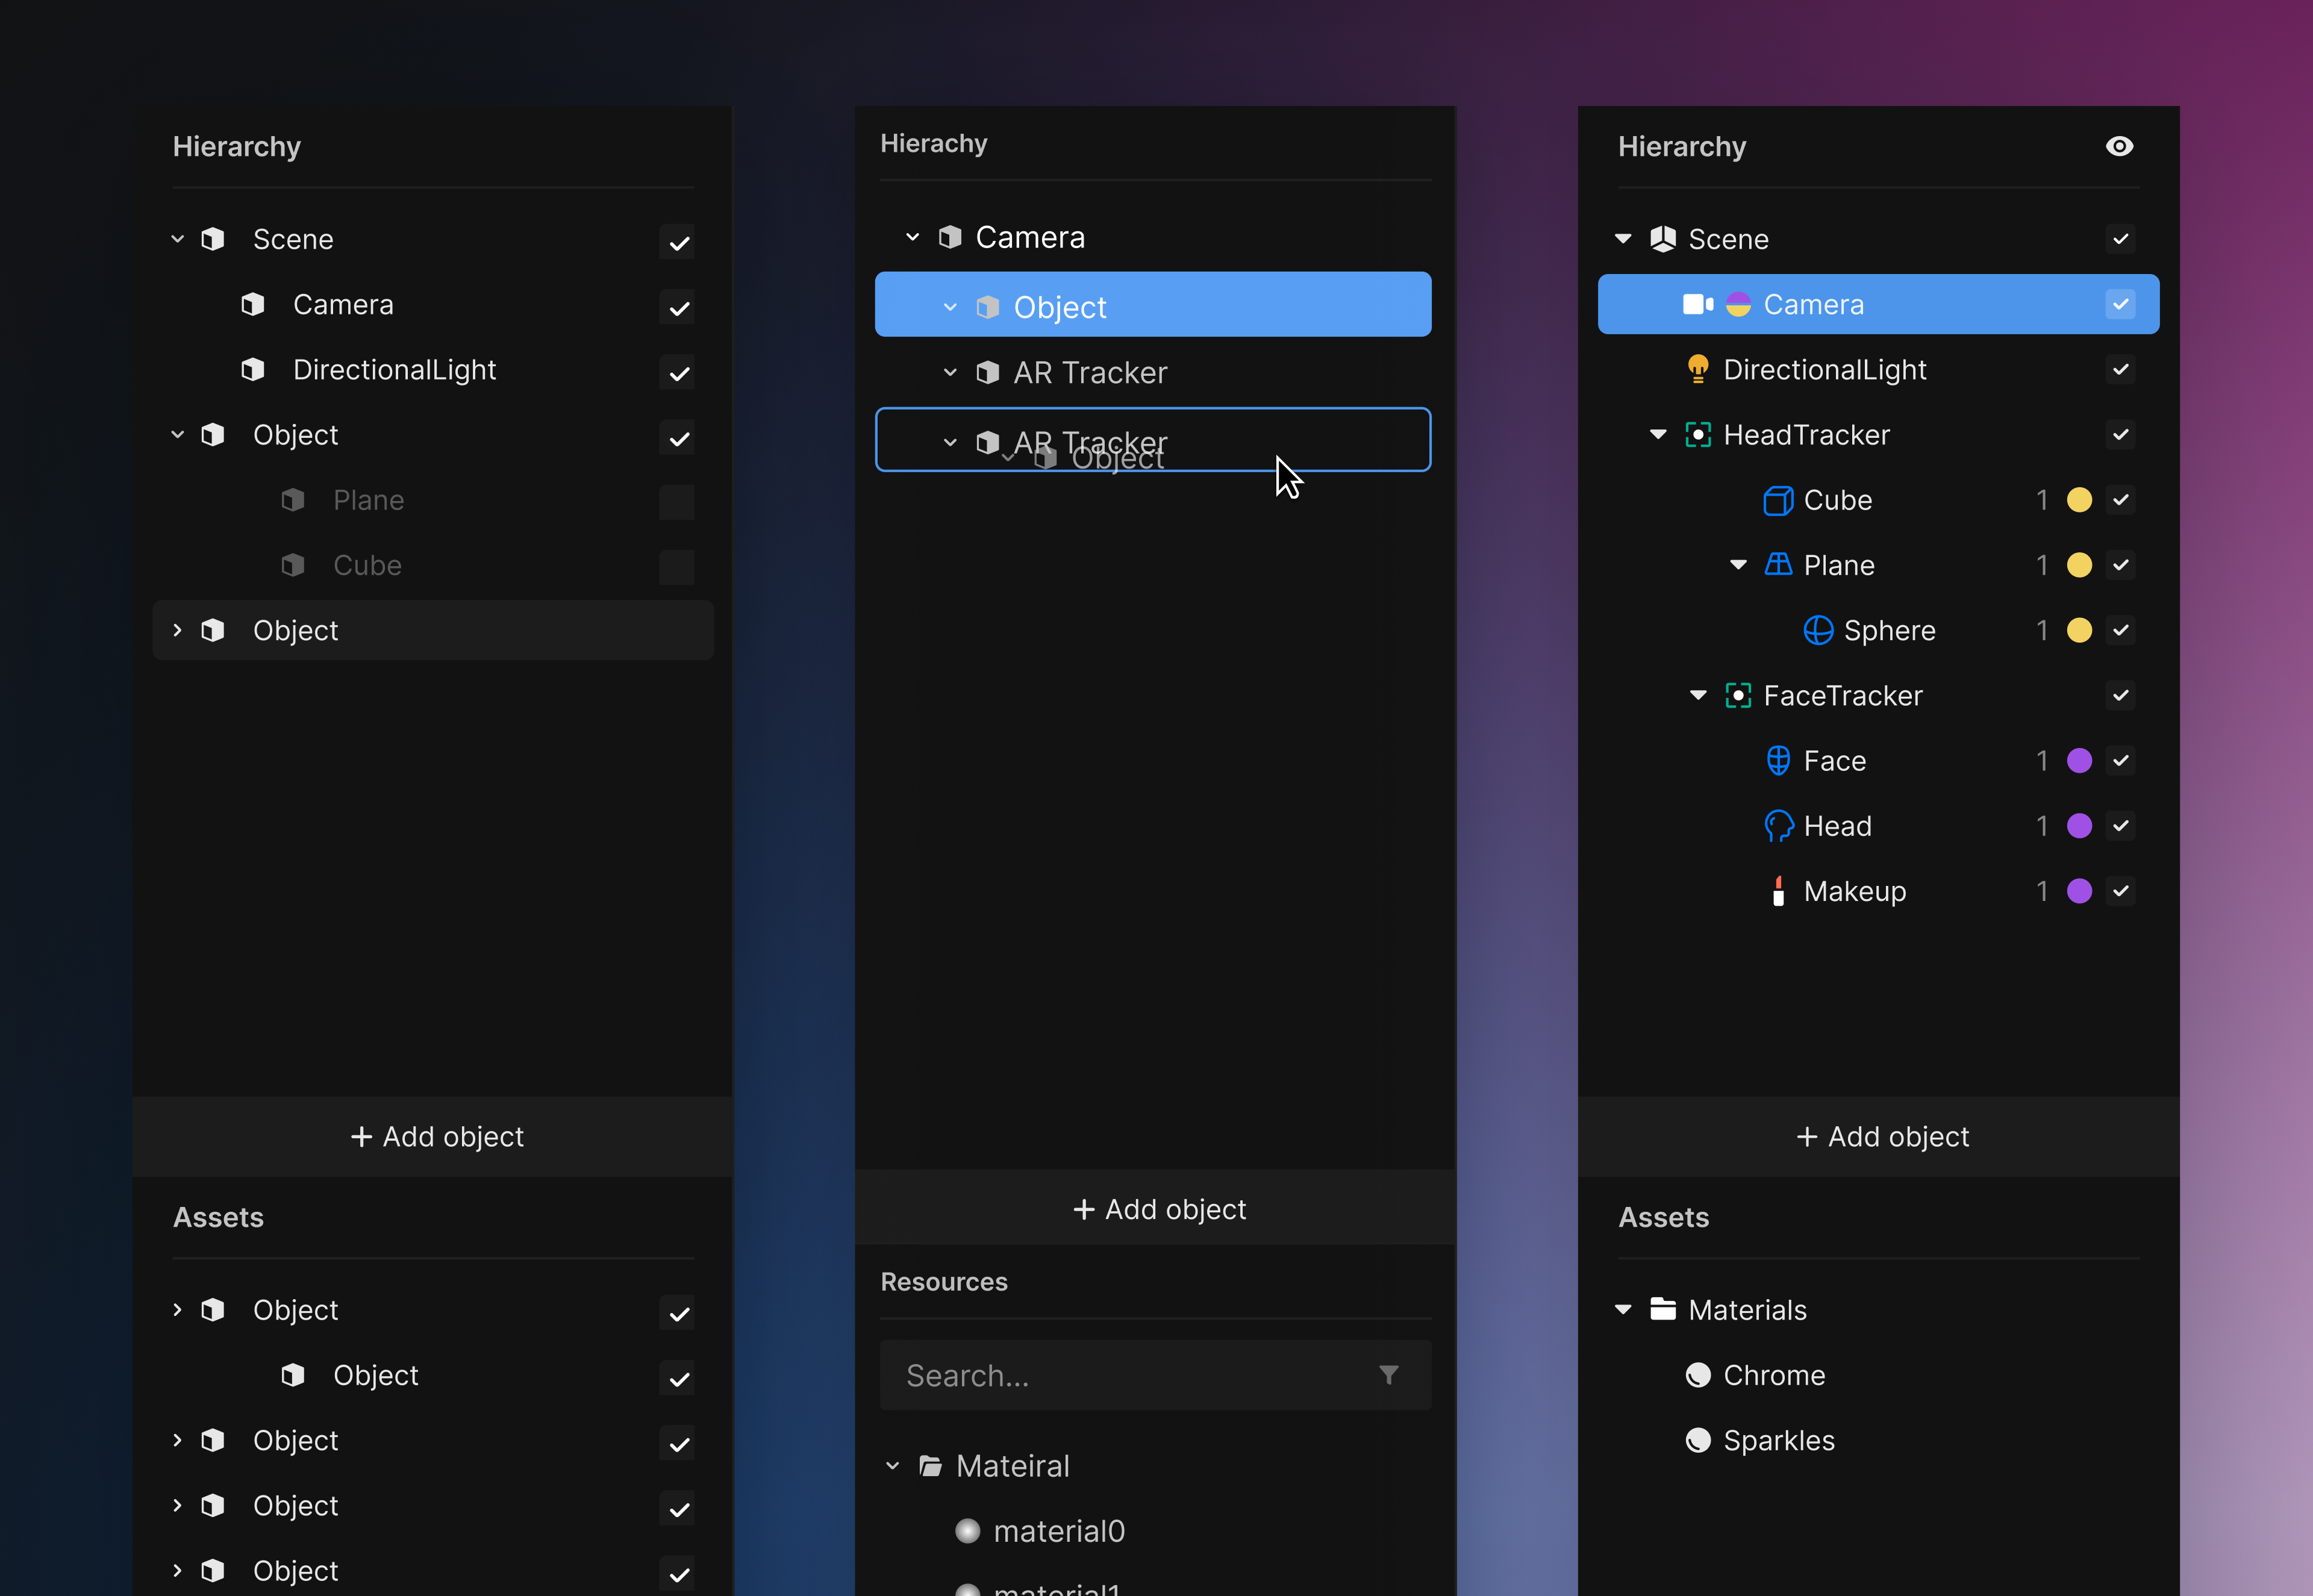 Hierarchy
Scene
Camera
DirectionalLight
Object
Plane
Cube
Object
+ Add object
Assets
Object
Object
Object
Object
Object
Hierachy
Camera
Object
AR Tracker
AR Tracker
Object
+ Add object
Resources
Search...
Mateiral
material0
material1
Hierarchy
Scene
Camera
DirectionalLight
HeadTracker
Cube 1
Plane 1
Sphere 1
FaceTracker
Face 1
Head 1
Makeup 1
+ Add object
Assets
Materials
Chrome
Sparkles